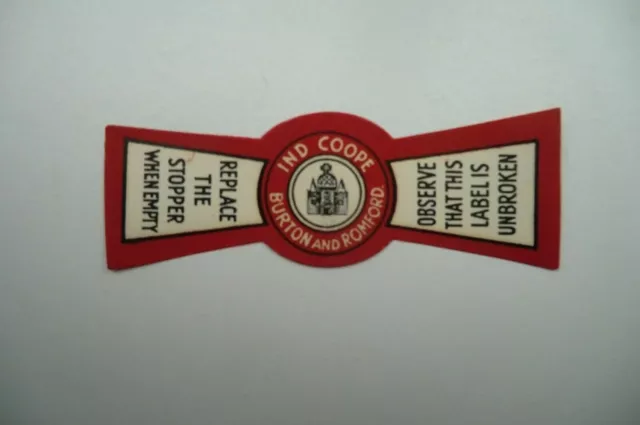 REPLACE
THE
STOPPER
WHEN EMPTY
IND COOPE
BURTON AND ROMFORD.
OBSERVE
THAT THIS
LABEL IS
UNBROKEN